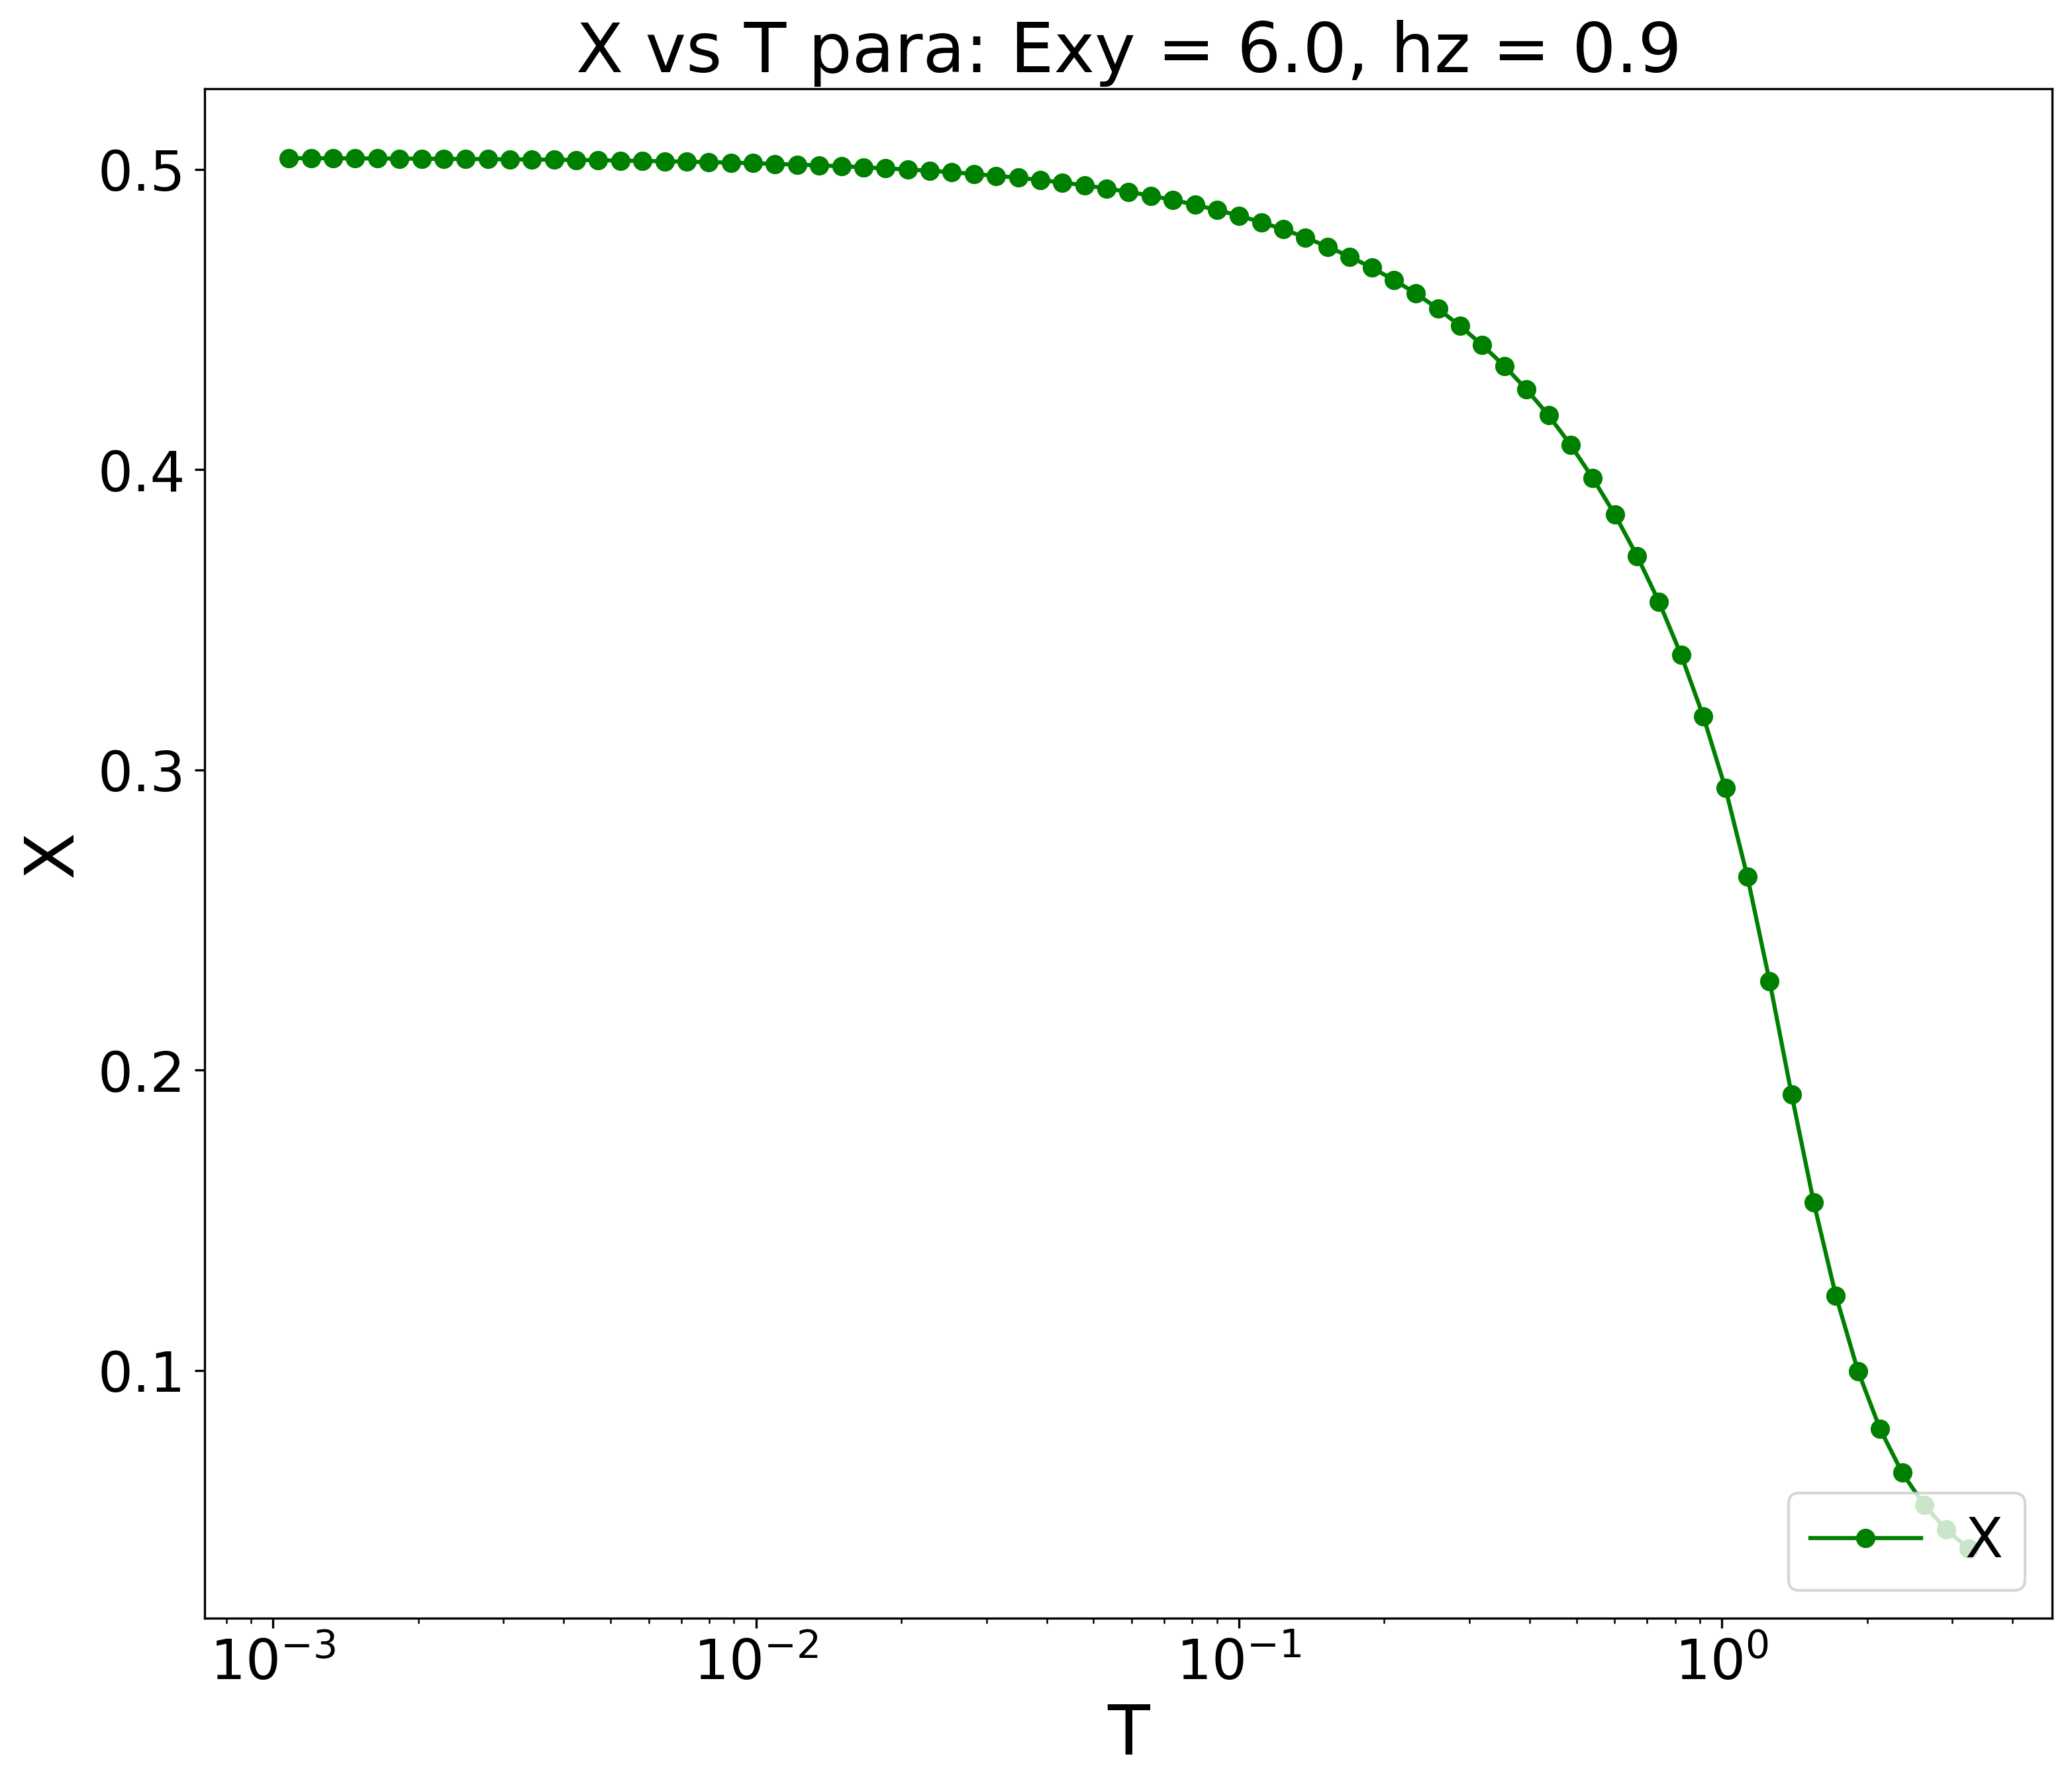 X vs T para: Exy = 6.0, hz = 0.9
0.5
0.4
0.3
0.2
0.1
X
X
10⁻³ 10⁻² 10⁻¹ 10⁰
T